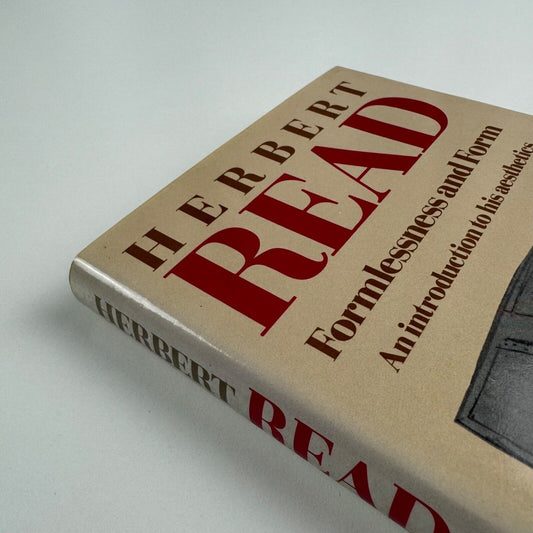 HERBERT
READ
Formlessness and Form
An introduction to his aesthetics
HERBERT READ